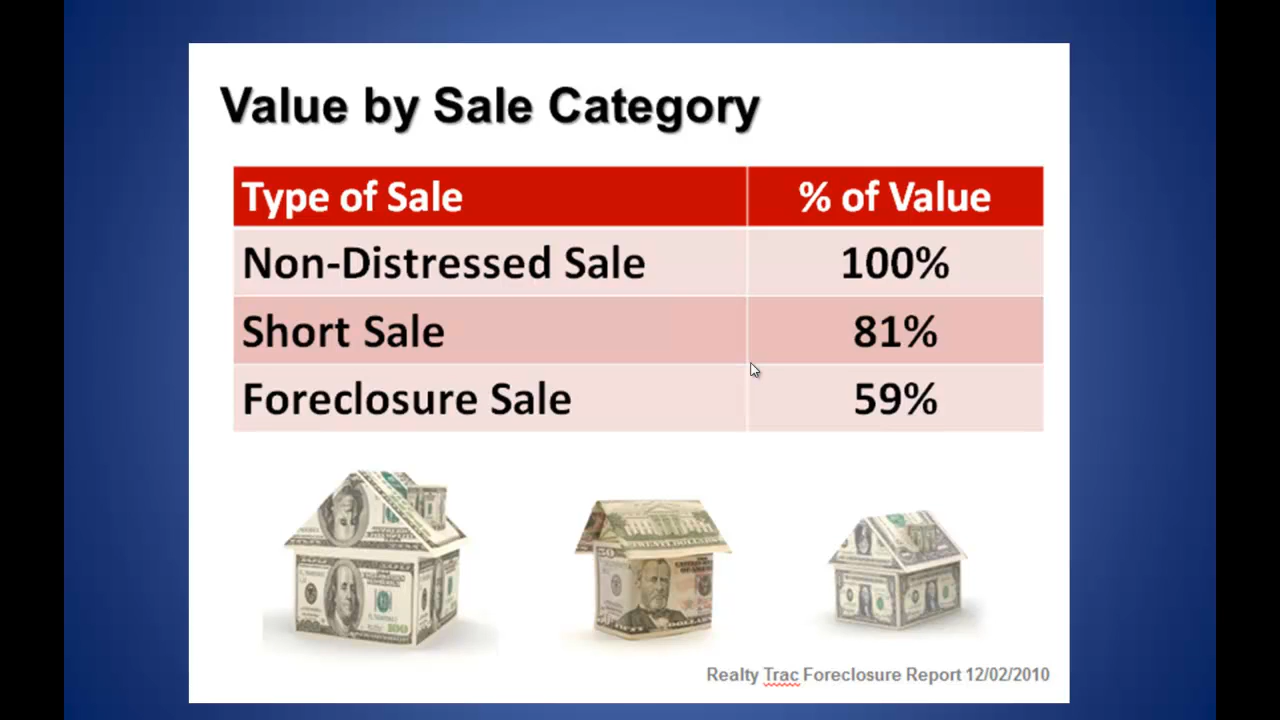 Value by Sale Category
Type of Sale % of Value
Non-Distressed Sale 100%
Short Sale 81%
Foreclosure Sale 59%
Realty Trac Foreclosure Report 12/02/2010